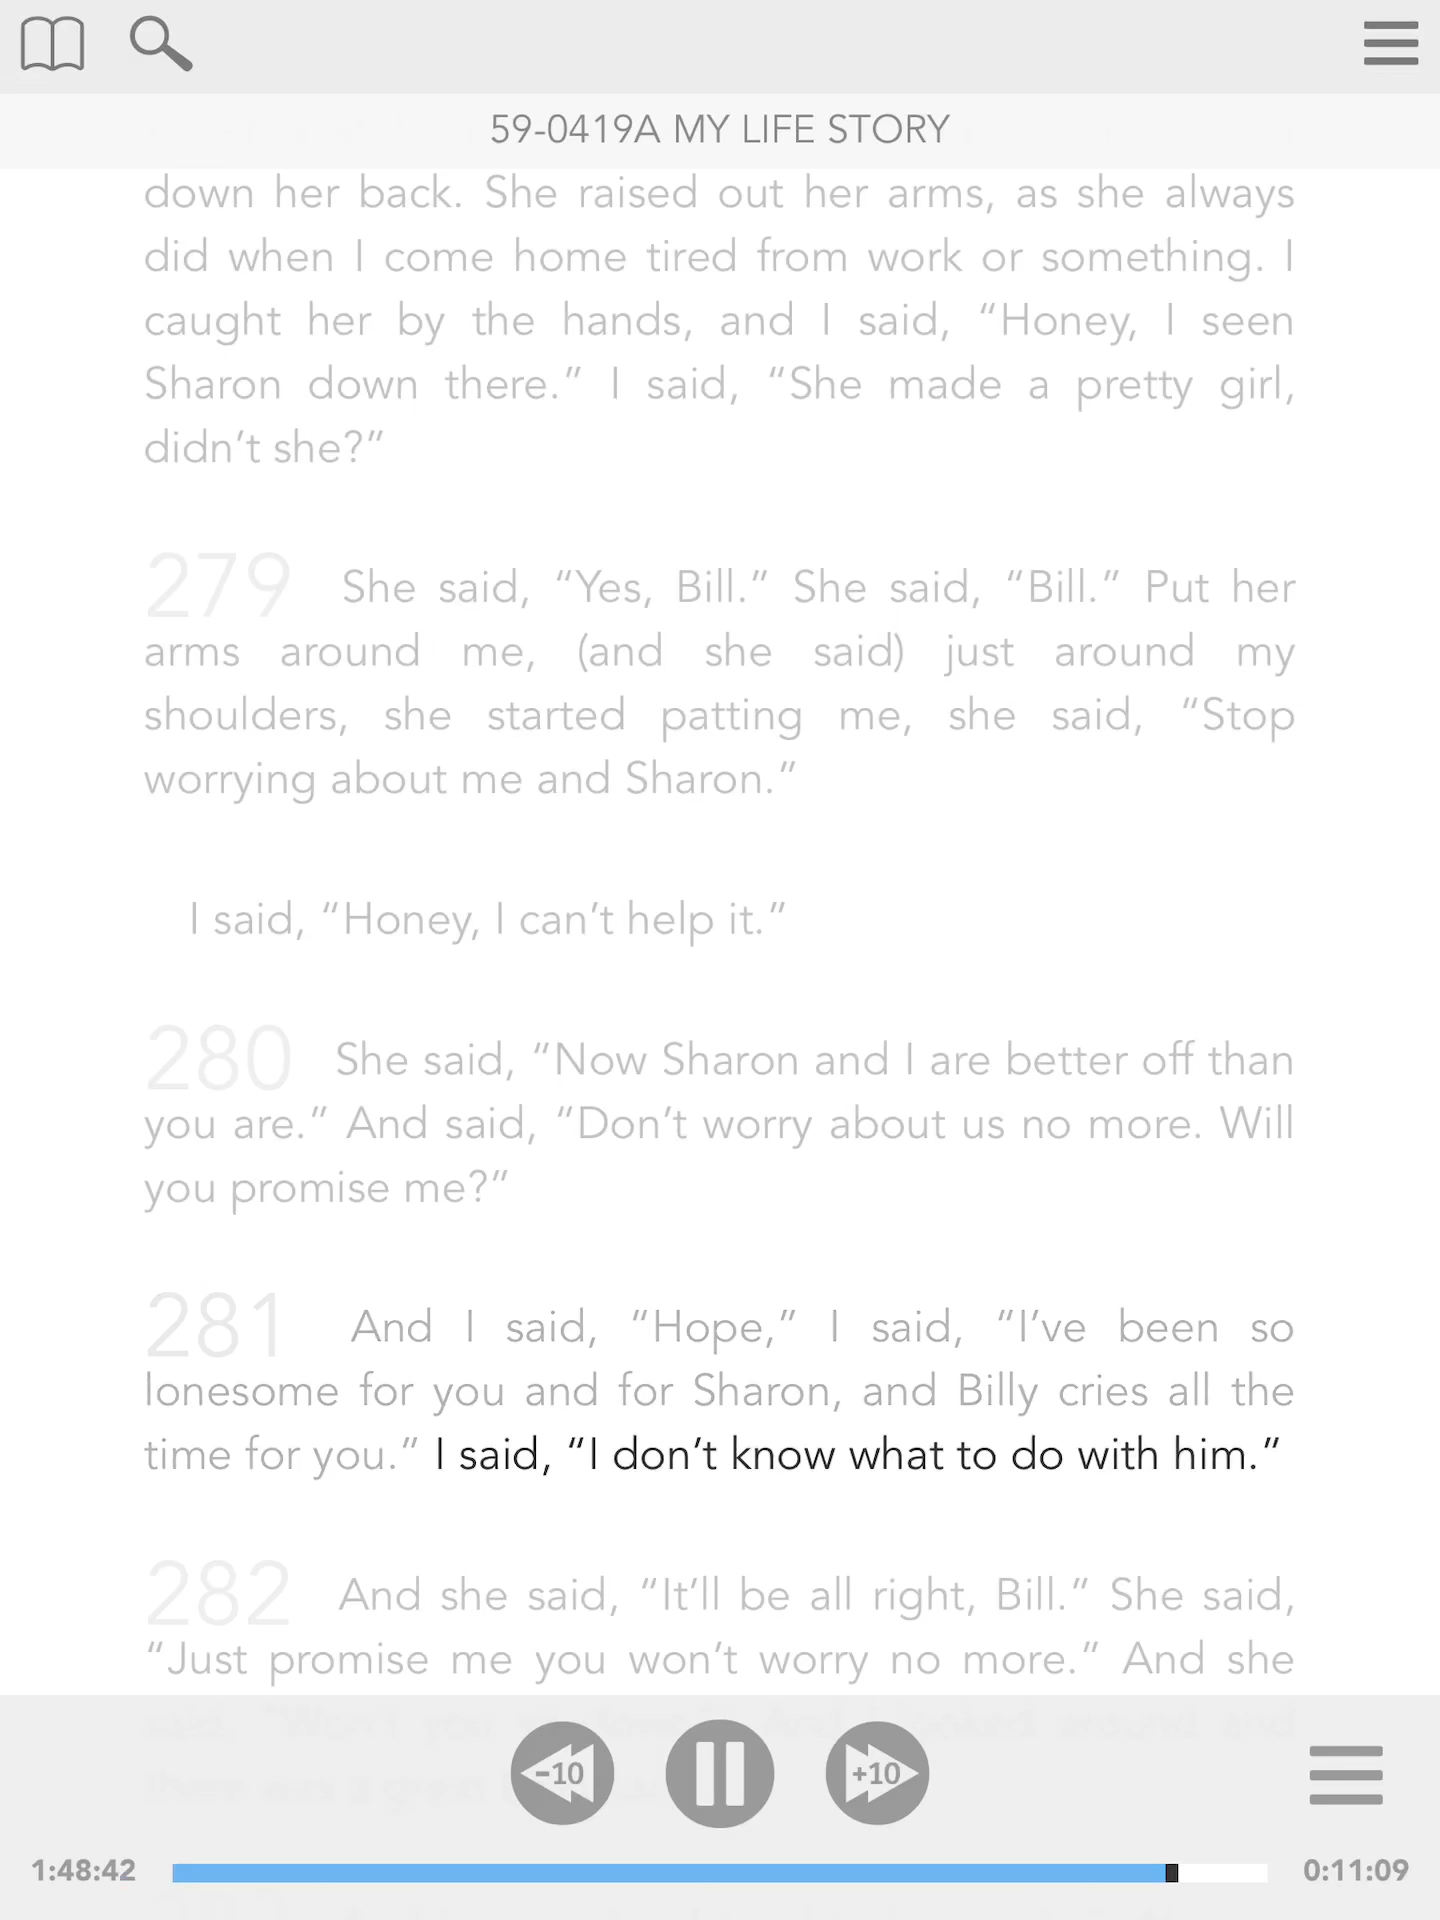 59-0419A MY LIFE STORY
down her back. She raised out her arms, as she always
did when I come home tired from work or something. I
caught her by the hands, and I said, “Honey, I seen
Sharon down there.” I said, “She made a pretty girl,
didn’t she?”
279 She said, “Yes, Bill.” She said, “Bill.” Put her
arms around me, (and she said) just around my
shoulders, she started patting me, she said, “Stop
worrying about me and Sharon.”
I said, “Honey, I can’t help it.”
280 She said, “Now Sharon and I are better off than
you are.” And said, “Don’t worry about us no more. Will
you promise me?”
281 And I said, “Hope,” I said, “I’ve been so
lonesome for you and for Sharon, and Billy cries all the
time for you.” I said, “I don’t know what to do with him.”
282 And she said, “It’ll be all right, Bill.” She said,
“Just promise me you won’t worry no more.” And she
said, “Won’t you around and
there was a great
-10 +10
1:48:42 0:11:09